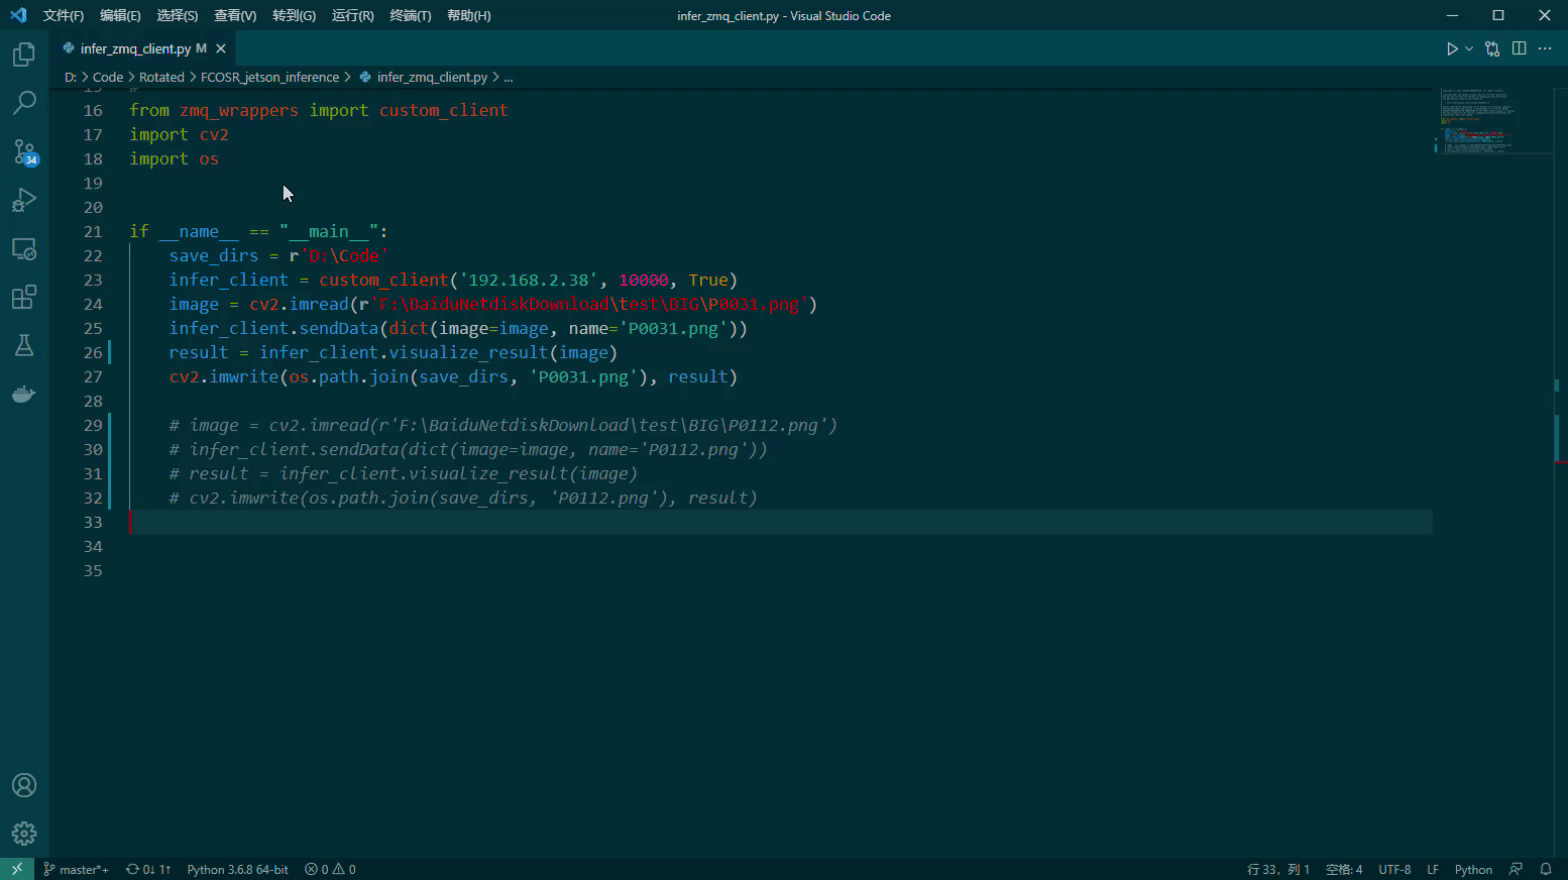 文件(F) 编辑(E) 选择(S) 查看(V) 转到(G) 运行(R) 终端(T) 帮助(H) infer_zmq_client.py - Visual Studio Code
infer_zmq_client.py M
D: > Code > Rotated > FCOSR_jetson_inference > infer_zmq_client.py > ...
16 from zmq_wrappers import custom_client
17 import cv2
18 import os
19
20
21 if __name__ == "__main__":
22 save_dirs = r'D:\Code'
23 infer_client = custom_client('192.168.2.38', 10000, True)
24 image = cv2.imread(r'F:\BaiduNetdiskDownload\test\BIG\P0031.png')
25 infer_client.sendData(dict(image=image, name='P0031.png'))
26 result = infer_client.visualize_result(image)
27 cv2.imwrite(os.path.join(save_dirs, 'P0031.png'), result)
28
29 # image = cv2.imread(r'F:\BaiduNetdiskDownload\test\BIG\P0112.png')
30 # infer_client.sendData(dict(image=image, name='P0112.png'))
31 # result = infer_client.visualize_result(image)
32 # cv2.imwrite(os.path.join(save_dirs, 'P0112.png'), result)
33
34
35
34
master*+ 0↓ 1↑ Python 3.6.8 64-bit 0 0 行 33，列 1 空格: 4 UTF-8 LF Python